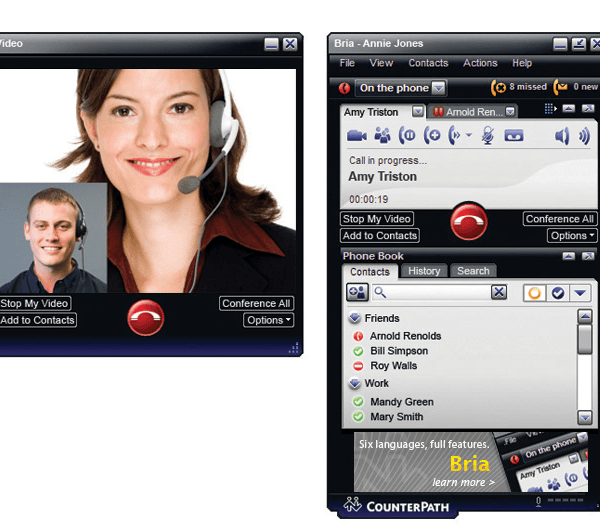 Video
Stop My Video
Conference All
Add to Contacts
Options
Bria - Annie Jones
File View Contacts Actions Help
On the phone
8 missed
0 new
Amy Triston
Arnold Ren...
Call in progress...
Amy Triston
00:00:19
Stop My Video
Conference All
Add to Contacts
Options
Phone Book
Contacts History Search
Friends
Arnold Renolds
Bill Simpson
Roy Walls
Work
Mandy Green
Mary Smith
Six languages, full features.
Bria
learn more >
File View
On the phone
Amy Triston
COUNTERPATH